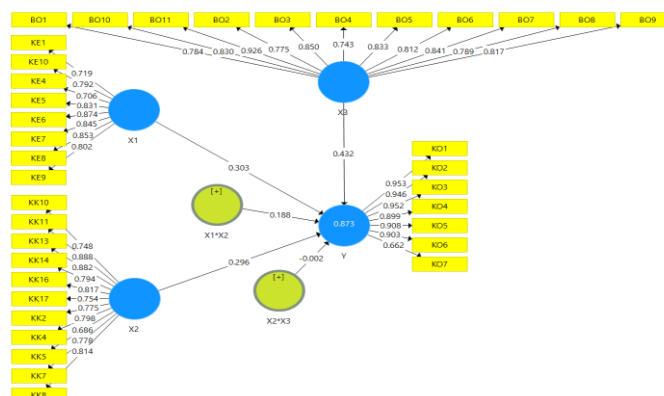 BO1 BO10 BO11 BO2 BO3 BO4 BO5 BO6 BO7 BO8 BO9
0.784 0.830 0.926 0.775 0.850 0.743 0.833 0.812 0.841 0.789 0.817
X3
KE1
KE10
KE4
KE5
KE6
KE7
KE8
KE9
0.719
0.792
0.706
0.831
0.874
0.845
0.853
0.802
X1
0.303
0.432
[+]
0.188
X1*X2
KK10
KK11
KK13
KK14
KK16
KK17
KK2
KK4
KK5
KK7
KK8
0.748
0.888
0.882
0.794
0.817
0.754
0.775
0.798
0.686
0.778
0.814
X2
0.296
-0.002
[+]
X2*X3
0.873
Y
0.953
0.946
0.952
0.899
0.908
0.903
0.662
KO1
KO2
KO3
KO4
KO5
KO6
KO7